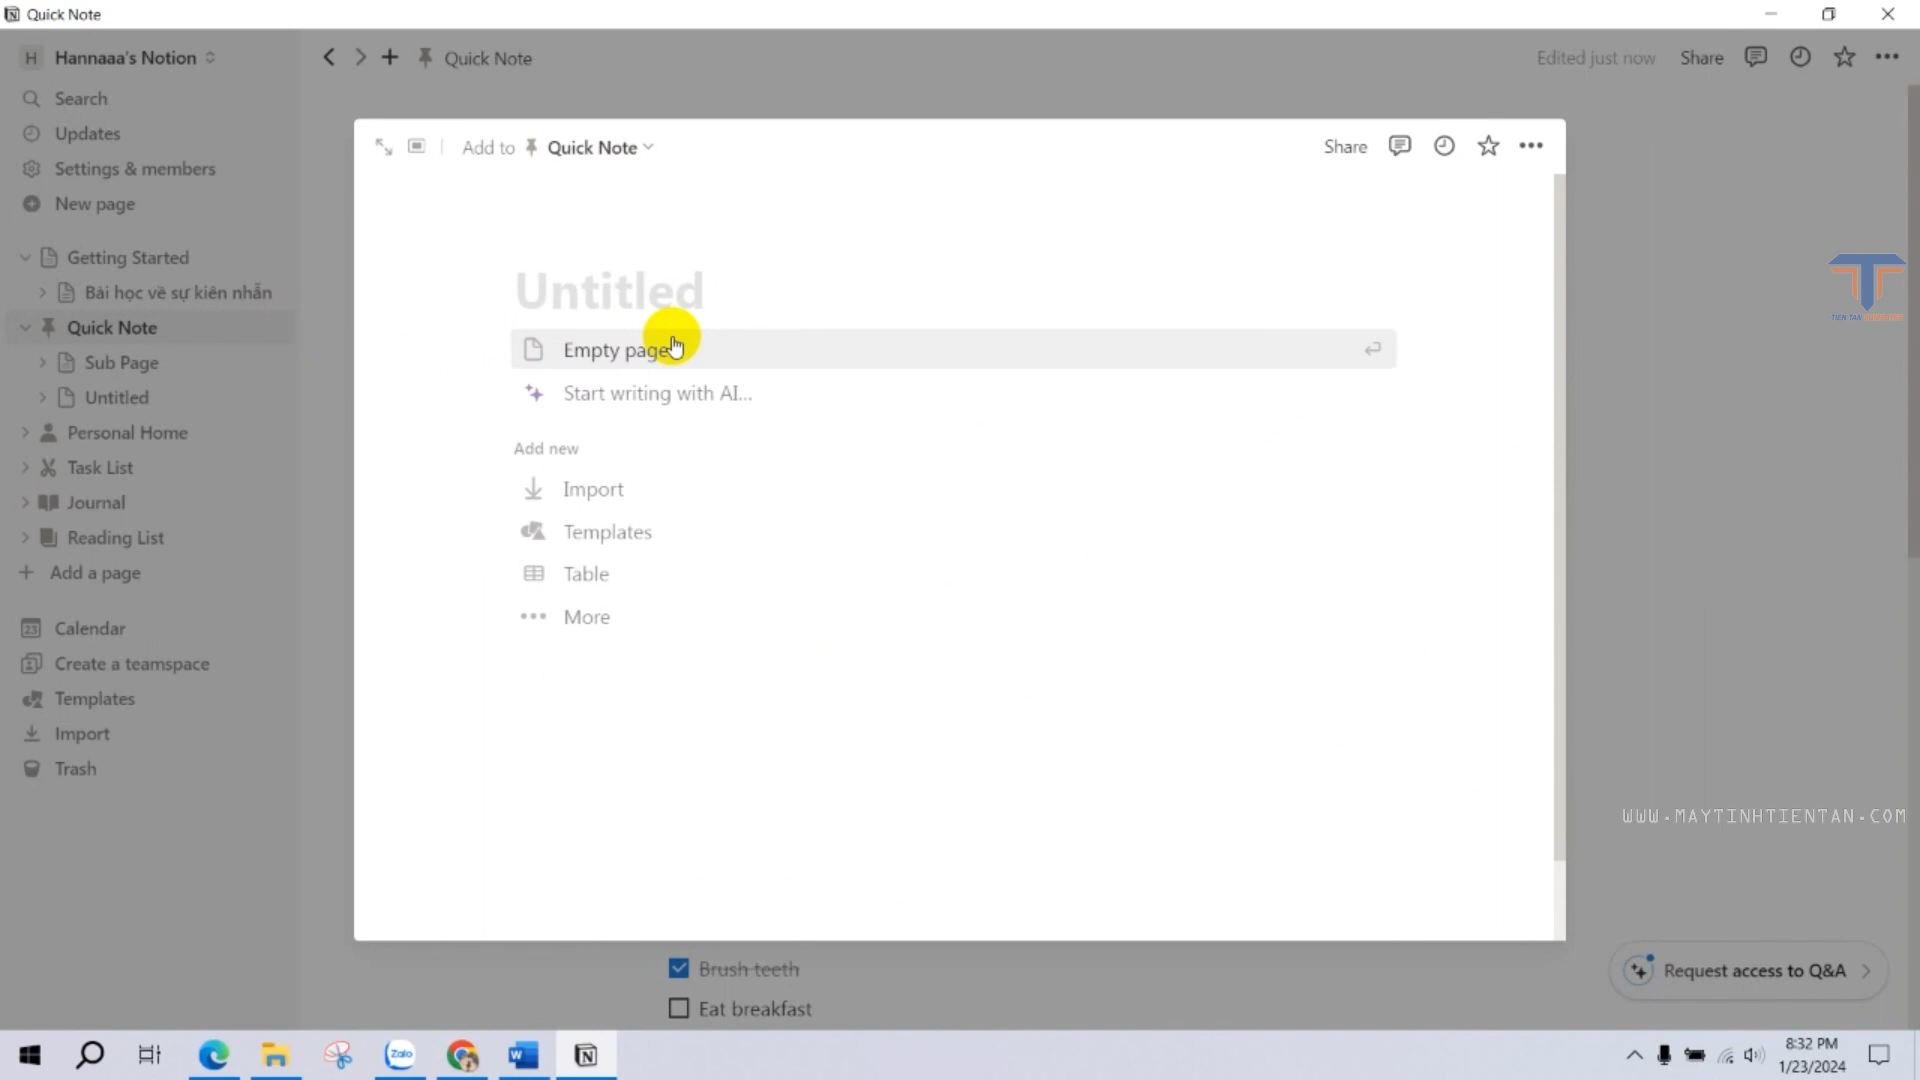 Quick Note
H Hannaaa's Notion
Quick Note
Edited just now
Share
Search
Updates
Settings & members
New page
Getting Started
Bài học về sự kiên nhẫn
Quick Note
Sub Page
Untitled
Personal Home
Task List
Journal
Reading List
Add a page
23 Calendar
Create a teamspace
Templates
Import
Trash
Add to Quick Note
Share
Untitled
Empty page
Start writing with AI...
Add new
Import
Templates
Table
More
Brush teeth
Eat breakfast
WWW.MAYTINHTIENTAN.COM
Request access to Q&A
Zalo
8:32 PM
1/23/2024